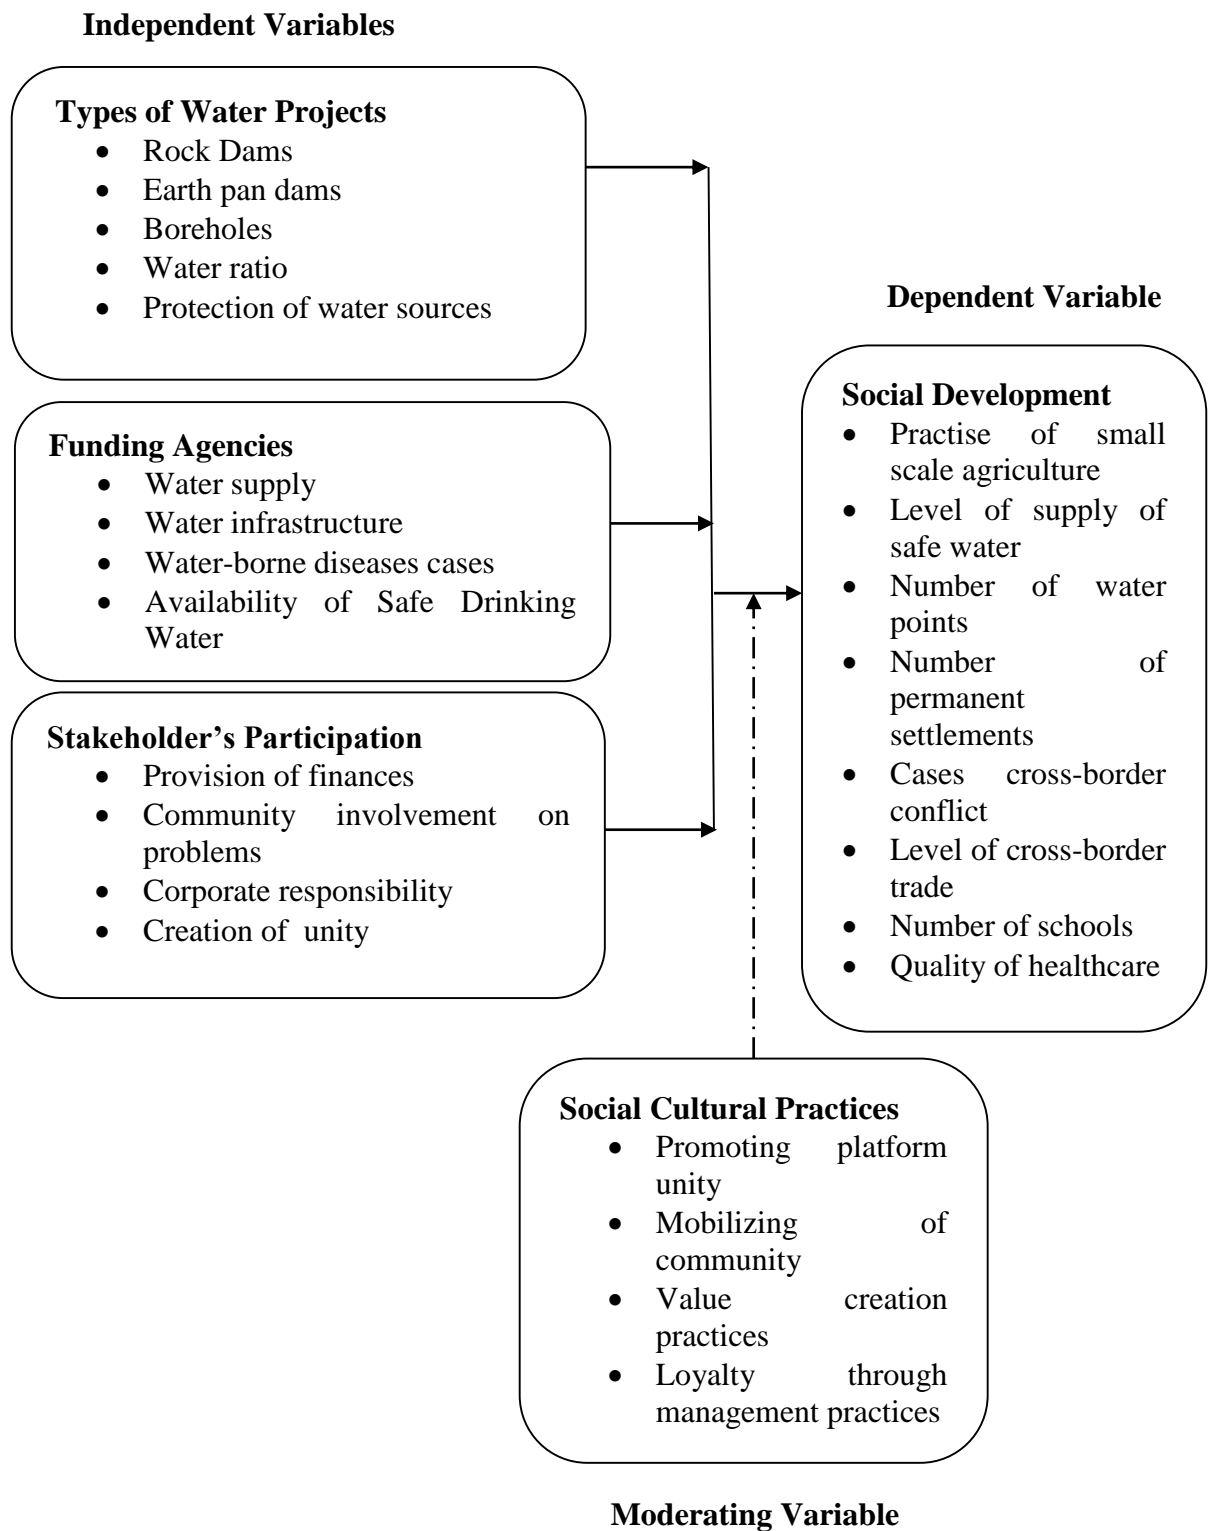 Independent Variables
Types of Water Projects
• Rock Dams
• Earth pan dams
• Boreholes
• Water ratio
• Protection of water sources
Funding Agencies
• Water supply
• Water infrastructure
• Water-borne diseases cases
• Availability of Safe Drinking
Water
Stakeholder’s Participation
• Provision of finances
• Community involvement on
problems
• Corporate responsibility
• Creation of unity
Dependent Variable
Social Development
• Practise of small
scale agriculture
• Level of supply of
safe water
• Number of water
points
• Number of
permanent
settlements
• Cases cross-border
conflict
• Level of cross-border
trade
• Number of schools
• Quality of healthcare
Social Cultural Practices
• Promoting platform
unity
• Mobilizing of
community
• Value creation
practices
• Loyalty through
management practices
Moderating Variable